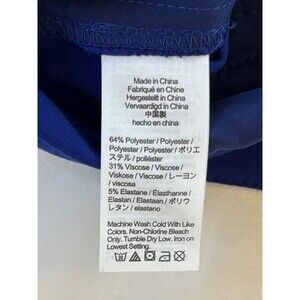 Made in China
Fabriqué en Chine
Hergestellt in China
Vervaardigd in China
中国製
hecho en china
64% Polyester / Polyester /
Polyester / Polyester / ポリエ
ステル / poliéster
31% Viscose / Viscose /
Viskose / Viscose / レーヨン
/ viscosa
5% Elastane / Élasthanne /
Elastan / Elastaan / ポリウ
レタン / elastano
Machine Wash Cold With Like
Colors. Non-Chlorine Bleach
Only. Tumble Dry Low. Iron on
Lowest Setting.